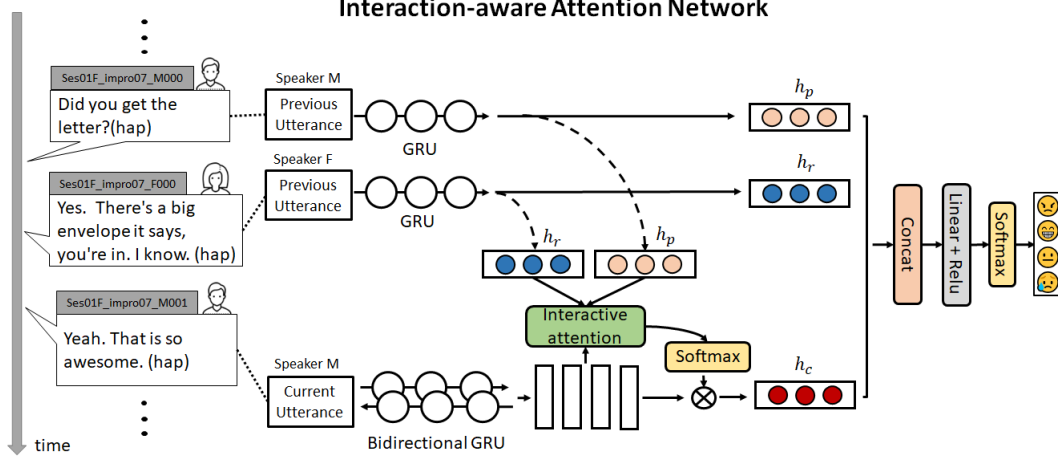 Interaction-aware Attention Network
Ses01F_impro07_M000
Did you get the
letter?(hap)
Speaker M
Previous
Utterance
GRU
h_p
Ses01F_impro07_F000
Yes.  There's a big
envelope it says,
you're in. I know. (hap)
Speaker F
Previous
Utterance
GRU
h_r
h_r
h_p
Concat
Linear + Relu
Softmax
Ses01F_impro07_M001
Yeah. That is so
awesome. (hap)
Interactive
attention
Softmax
Speaker M
Current
Utterance
Bidirectional GRU
h_c
time